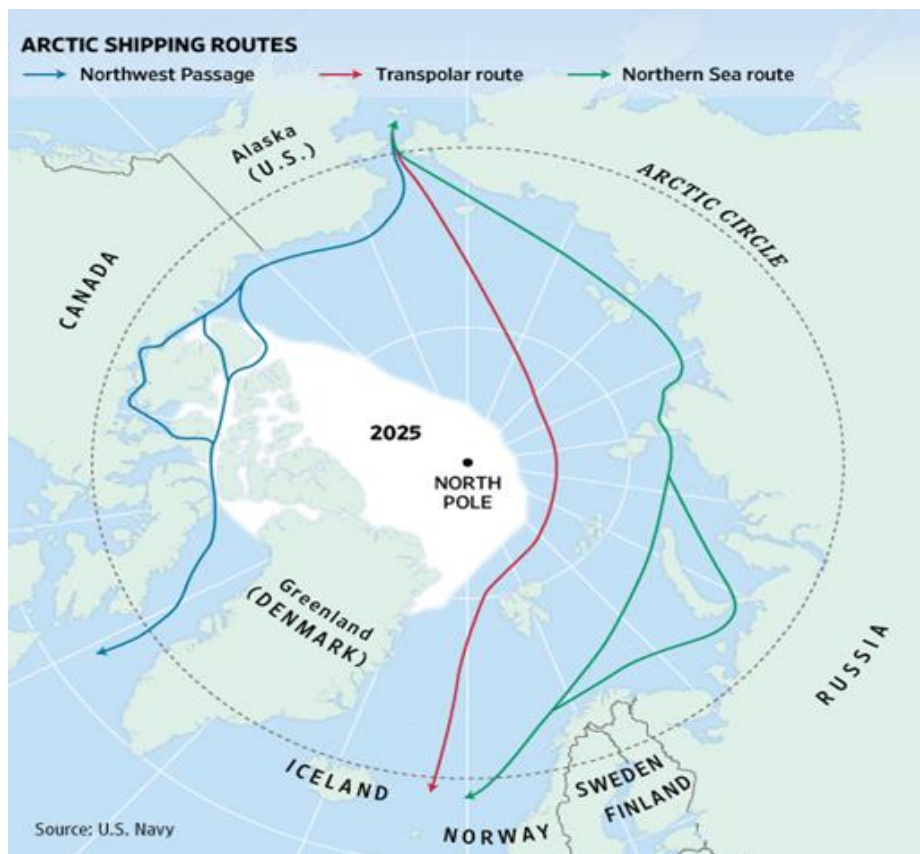 ARCTIC SHIPPING ROUTES
Northwest Passage
Transpolar route
Northern Sea route
Alaska
(U.S.)
ARCTIC CIRCLE
CANADA
2025
NORTH
POLE
Greenland
(DENMARK)
RUSSIA
ICELAND
SWEDEN
FINLAND
NORWAY
Source: U.S. Navy